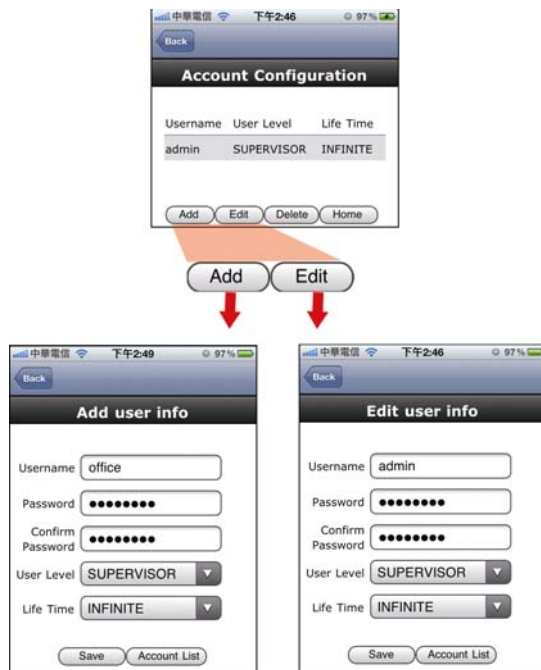 中華電信 下午2:46 97%
Back
Account Configuration
Username User Level Life Time
admin SUPERVISOR INFINITE
Add Edit Delete Home
Add Edit
中華電信 下午2:49 97%
Back
Add user info
Username office
Password ●●●●●●●●
Confirm
Password ●●●●●●●●
User Level SUPERVISOR
Life Time INFINITE
Save Account List
中華電信 下午2:46 97%
Back
Edit user info
Username admin
Password ●●●●●●●●
Confirm
Password ●●●●●●●●
User Level SUPERVISOR
Life Time INFINITE
Save Account List